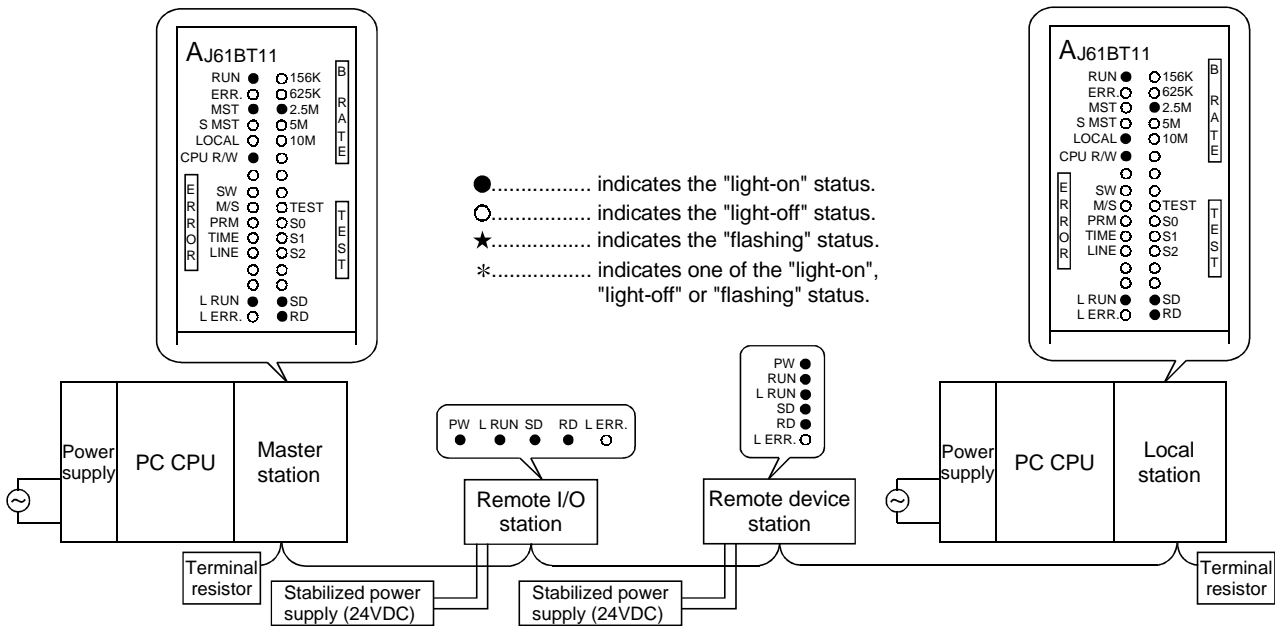 AJ61BT11
RUN ● ○ 156K
ERR. ○ ○ 625K
MST ● ● 2.5M
S MST ○ ○ 5M
LOCAL ○ ○ 10M
CPU R/W ● ○
○ ○
SW ○ ○
M/S ○ ○ TEST
PRM ○ ○ S0
TIME ○ ○ S1
LINE ○ ○ S2
○ ○
○ ○
L RUN ● ● SD
L ERR. ○ ● RD
B RATE
ERROR
TEST
●................. indicates the "light-on" status.
○................. indicates the "light-off" status.
★................. indicates the "flashing" status.
*................. indicates one of the "light-on",
"light-off" or "flashing" status.
AJ61BT11
RUN ● ○ 156K
ERR. ○ ○ 625K
MST ○ ● 2.5M
S MST ○ ○ 5M
LOCAL ● ○ 10M
CPU R/W ● ○
○ ○
SW ○ ○
M/S ○ ○ TEST
PRM ○ ○ S0
TIME ○ ○ S1
LINE ○ ○ S2
○ ○
○ ○
L RUN ● ● SD
L ERR. ○ ● RD
B RATE
ERROR
TEST
PW L RUN SD RD L ERR.
● ● ● ● ○
PW ●
RUN ●
L RUN ●
SD ●
RD ●
L ERR. ○
Power
supply
PC CPU
Master
station
Remote I/O
station
Remote device
station
Power
supply
PC CPU
Local
station
Terminal
resistor
Stabilized power
supply (24VDC)
Stabilized power
supply (24VDC)
Terminal
resistor